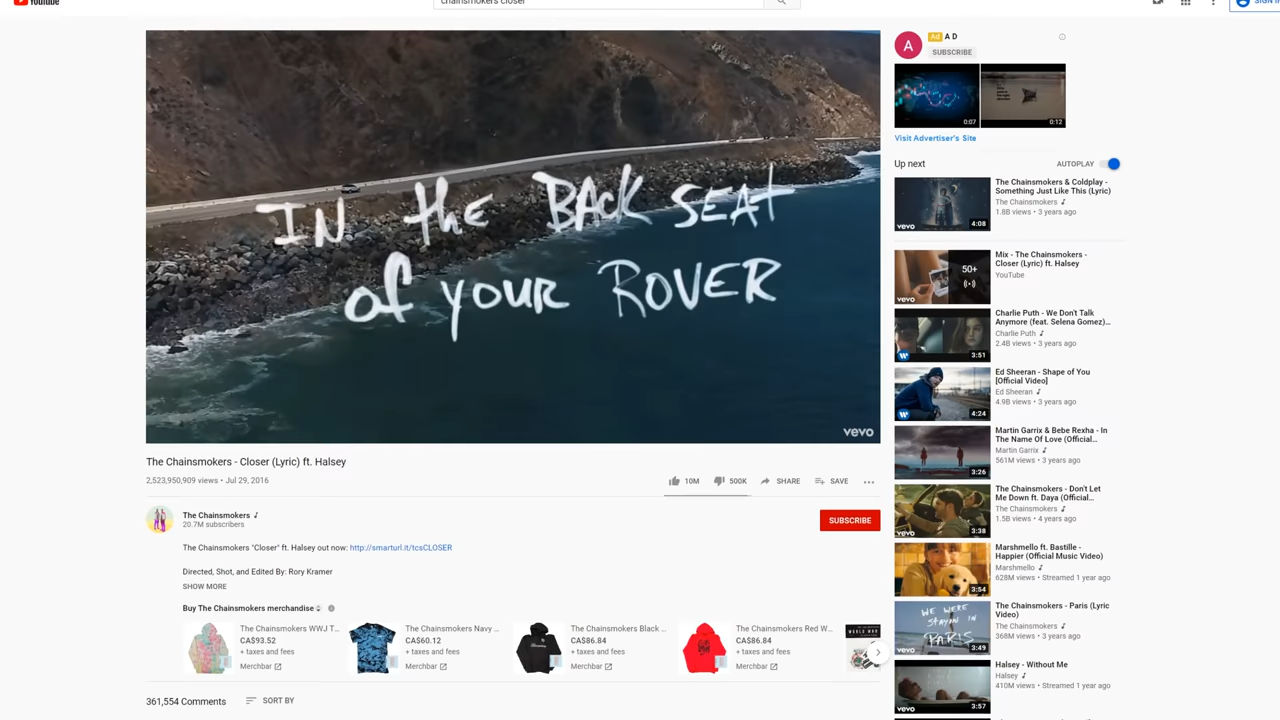 YouTube
chainsmokers closer
SIGN I
IN the BACK SEAT
of your ROVER
vevo
The Chainsmokers - Closer (Lyric) ft. Halsey
2,523,950,909 views • Jul 29, 2016
10M
500K
SHARE
SAVE
The Chainsmokers
20.7M subscribers
SUBSCRIBE
The Chainsmokers "Closer" ft. Halsey out now: http://smarturl.it/tcsCLOSER
Directed, Shot, and Edited By: Rory Kramer
SHOW MORE
Buy The Chainsmokers merchandise
The Chainsmokers WWJ T...
CA$93.52
+ taxes and fees
Merchbar
The Chainsmokers Navy ...
CA$60.12
+ taxes and fees
Merchbar
The Chainsmokers Black ...
CA$86.84
+ taxes and fees
Merchbar
The Chainsmokers Red W...
CA$86.84
+ taxes and fees
Merchbar
WORLD WAR
361,554 Comments
SORT BY
A
Ad A D
SUBSCRIBE
0:07
0:12
Visit Advertiser's Site
Up next
AUTOPLAY
vevo
4:08
The Chainsmokers & Coldplay -
Something Just Like This (Lyric)
The Chainsmokers
1.8B views • 3 years ago
vevo
50+
Mix - The Chainsmokers -
Closer (Lyric) ft. Halsey
YouTube
3:51
Charlie Puth - We Don't Talk
Anymore (feat. Selena Gomez)...
Charlie Puth
2.4B views • 3 years ago
4:24
Ed Sheeran - Shape of You
[Official Video]
Ed Sheeran
4.9B views • 3 years ago
3:26
Martin Garrix & Bebe Rexha - In
The Name Of Love (Official...
Martin Garrix
561M views • 3 years ago
vevo
3:38
The Chainsmokers - Don't Let
Me Down ft. Daya (Official...
The Chainsmokers
1.5B views • 4 years ago
3:54
Marshmello ft. Bastille -
Happier (Official Music Video)
Marshmello
628M views • Streamed 1 year ago
WE WERE
STAYIN IN
PARIS
vevo
3:49
The Chainsmokers - Paris (Lyric
Video)
The Chainsmokers
368M views • 3 years ago
vevo
3:57
Halsey - Without Me
Halsey
410M views • Streamed 1 year ago